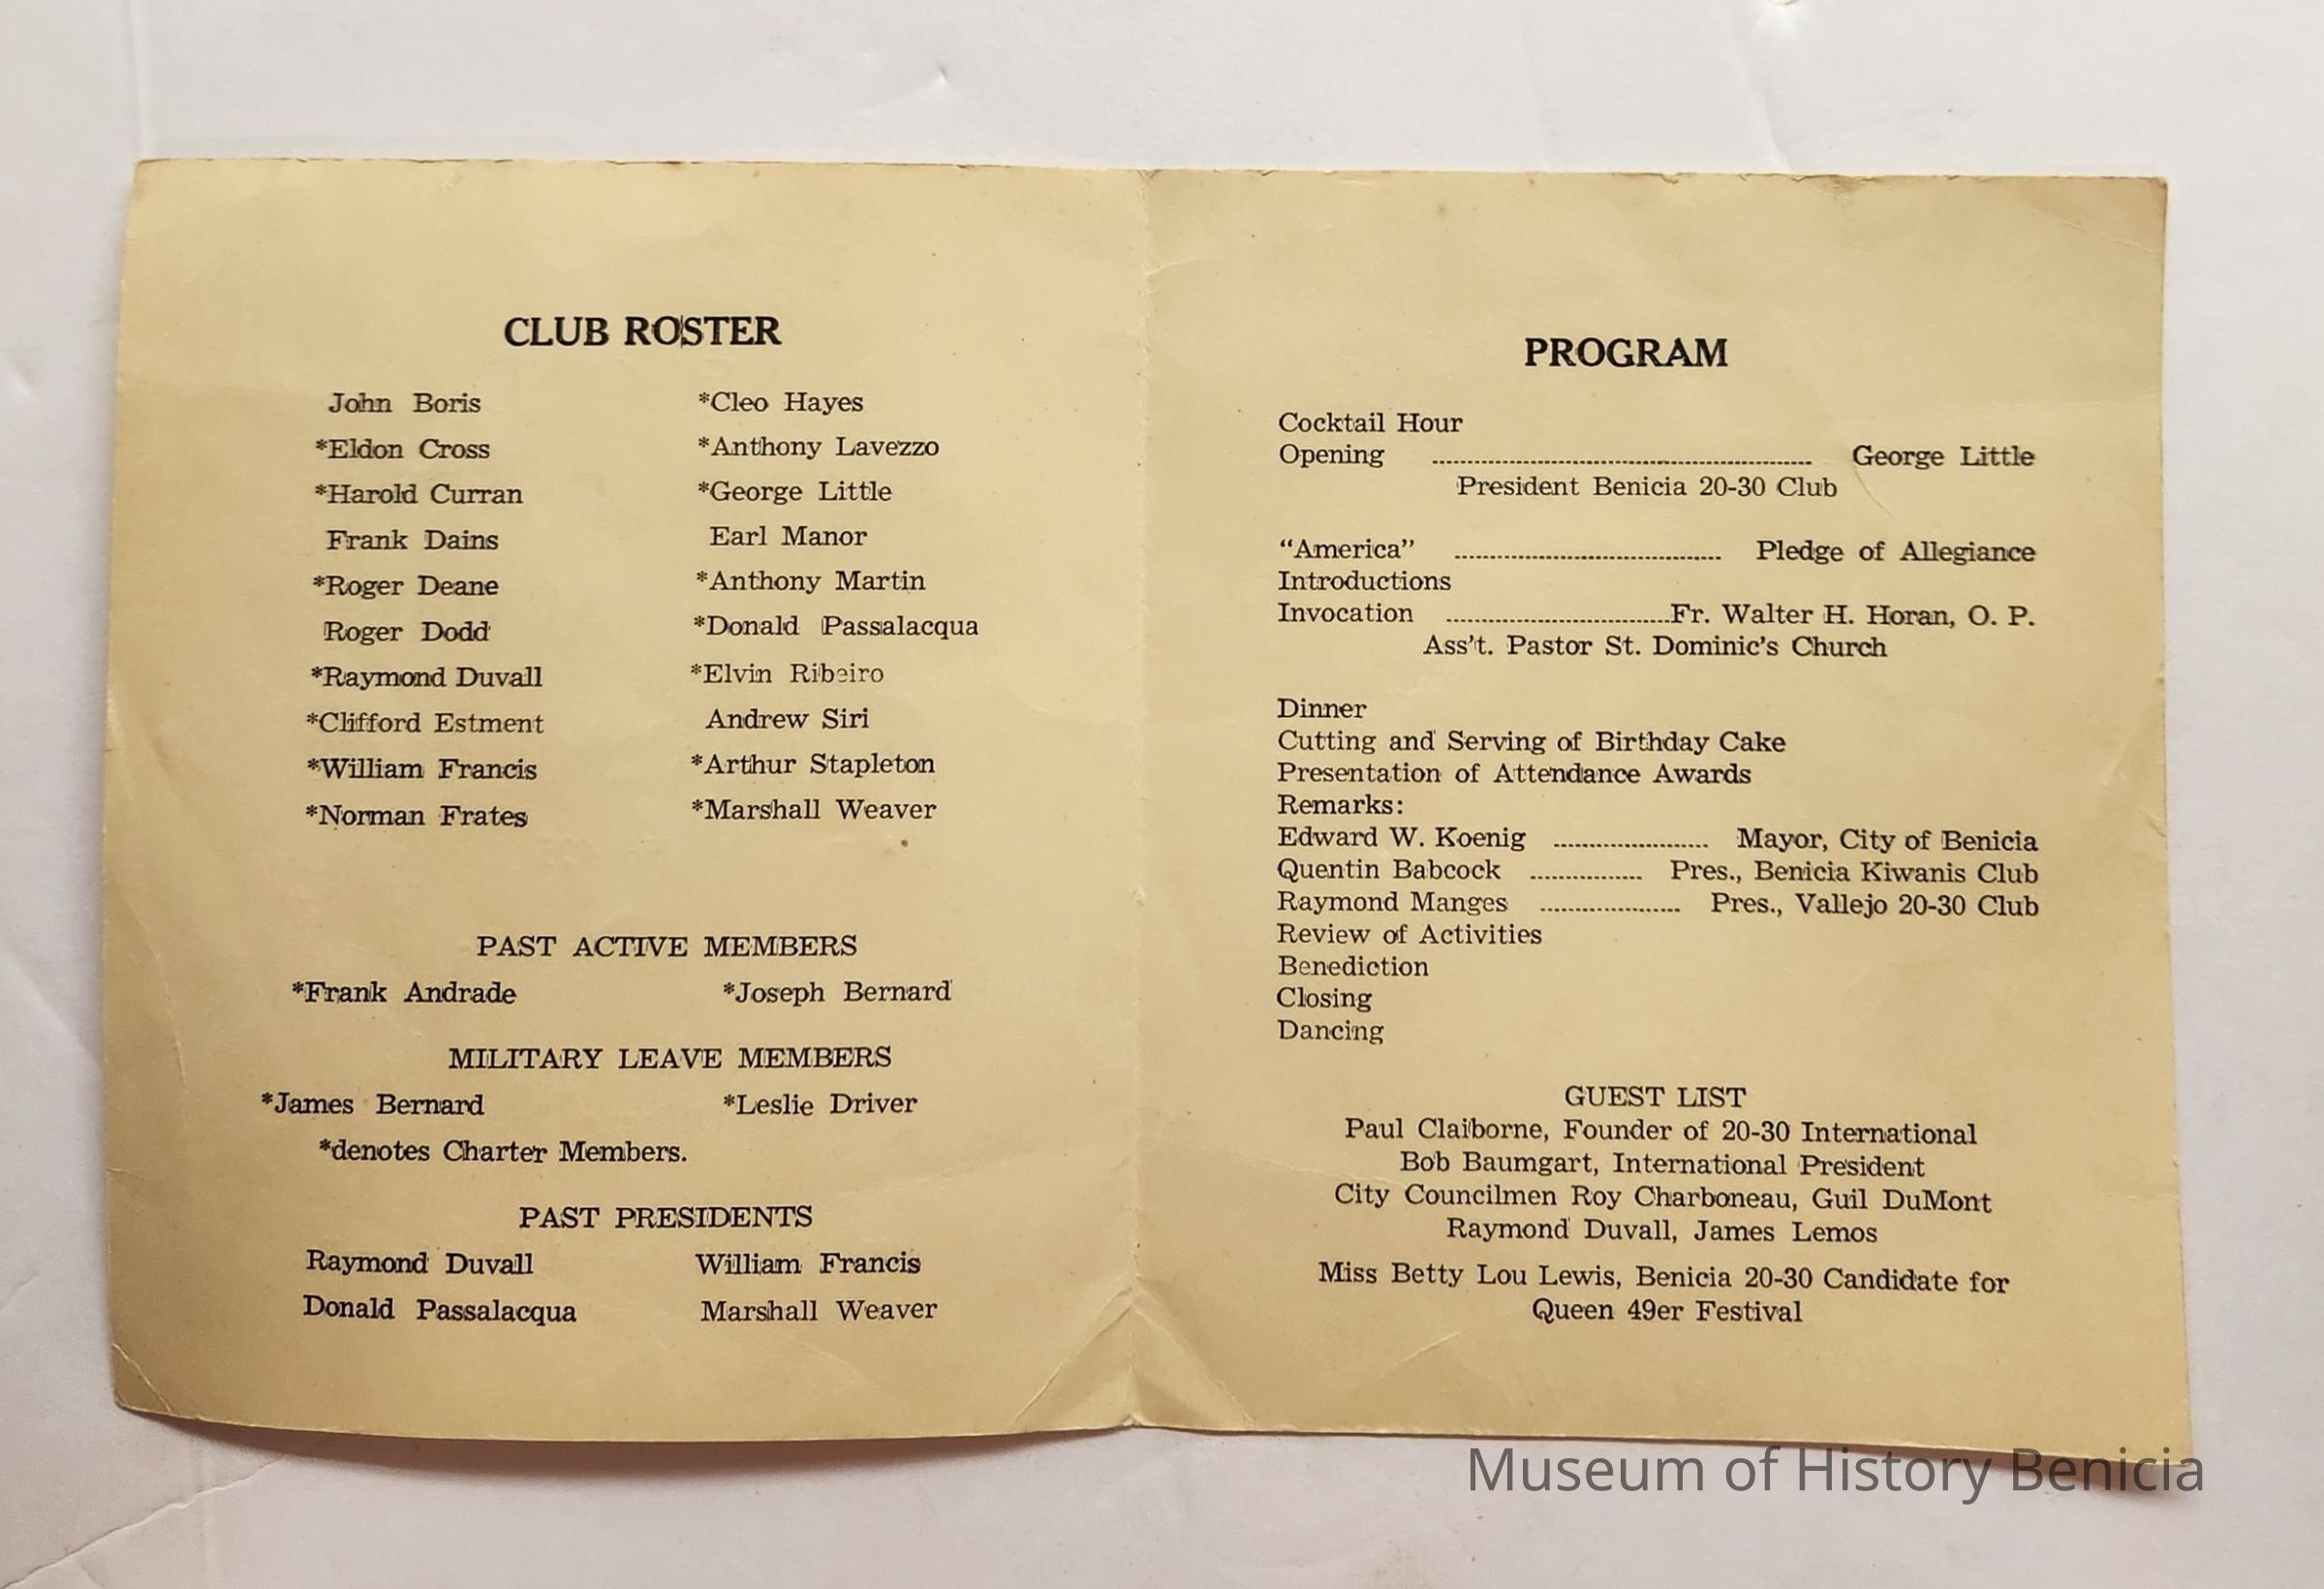 CLUB ROSTER
John Boris *Cleo Hayes
*Eldon Cross *Anthony Lavezzo
*Harold Curran *George Little
Frank Dains Earl Manor
*Roger Deane *Anthony Martin
Roger Dodd *Donald Passalacqua
*Raymond Duvall *Elvin Ribeiro
*Clifford Estment Andrew Siri
*William Francis *Arthur Stapleton
*Norman Frates *Marshall Weaver
PAST ACTIVE MEMBERS
*Frank Andrade *Joseph Bernard
MILITARY LEAVE MEMBERS
*James Bernard *Leslie Driver
*denotes Charter Members.
PAST PRESIDENTS
Raymond Duvall William Francis
Donald Passalacqua Marshall Weaver
PROGRAM
Cocktail Hour
Opening ........................................ George Little
President Benicia 20-30 Club
"America" ........................................ Pledge of Allegiance
Introductions
Invocation ................................Fr. Walter H. Horan, O. P.
Ass't. Pastor St. Dominic's Church
Dinner
Cutting and Serving of Birthday Cake
Presentation of Attendance Awards
Remarks:
Edward W. Koenig ...................... Mayor, City of Benicia
Quentin Babcock ................ Pres., Benicia Kiwanis Club
Raymond Manges .................... Pres., Vallejo 20-30 Club
Review of Activities
Benediction
Closing
Dancing
GUEST LIST
Paul Claiborne, Founder of 20-30 International
Bob Baumgart, International President
City Councilmen Roy Charboneau, Guil DuMont
Raymond Duvall, James Lemos
Miss Betty Lou Lewis, Benicia 20-30 Candidate for
Queen 49er Festival
Museum of History Benicia